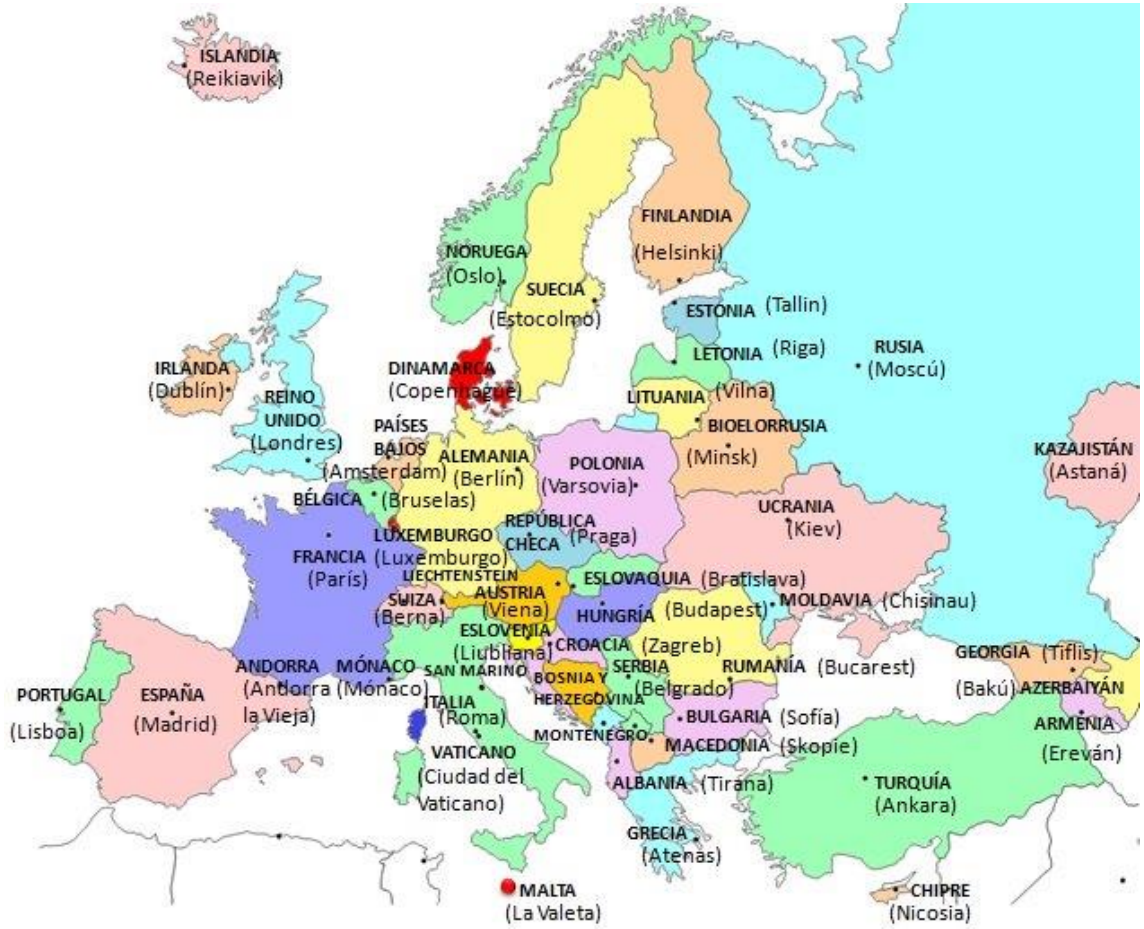 ISLANDIA
(Reikiavik)
FINLANDIA
(Helsinki)
NORUEGA
(Oslo)
SUECIA
(Estocolmo)
ESTONIA (Tallin)
LETONIA (Riga)
RUSIA
(Moscú)
IRLANDA
(Dublín)
DINAMARCA
(Copenhague)
LITUANIA (Vilna)
REINO
UNIDO
(Londres)
PAÍSES
BAJOS
(Amsterdam)
BIOELORRUSIA
(Minsk)
KAZAJISTÁN
(Astaná)
ALEMANIA
(Berlín)
POLONIA
(Varsovia)
BÉLGICA (Bruselas)
UCRANIA
(Kiev)
REPÚBLICA
CHECA (Praga)
LUXEMBURGO
(Luxemburgo)
FRANCIA
(París)
LIECHTENSTEIN
ESLOVAQUIA (Bratislava)
SUIZA
(Berna)
AUSTRIA
(Viena)
HUNGRÍA (Budapest)
MOLDAVIA (Chisinau)
ESLOVENIA
(Liubliana)
CROACIA (Zagreb)
GEORGIA (Tiflis)
ANDORRA
(Andorra
la Vieja)
MÓNACO
(Mónaco)
SAN MARINO
BOSNIA Y
HERZEGOVINA
SERBIA
(Belgrado)
RUMANÍA (Bucarest)
(Bakú) AZERBAIYÁN
PORTUGAL
(Lisboa)
ESPAÑA
(Madrid)
ITALIA
(Roma)
MONTENEGRO
BULGARIA (Sofía)
ARMENIA
(Ereván)
VATICANO
(Ciudad del
Vaticano)
MACEDONIA (Skopie)
ALBANIA (Tirana)
TURQUÍA
(Ankara)
GRECIA
(Atenas)
MALTA
(La Valeta)
CHIPRE
(Nicosia)